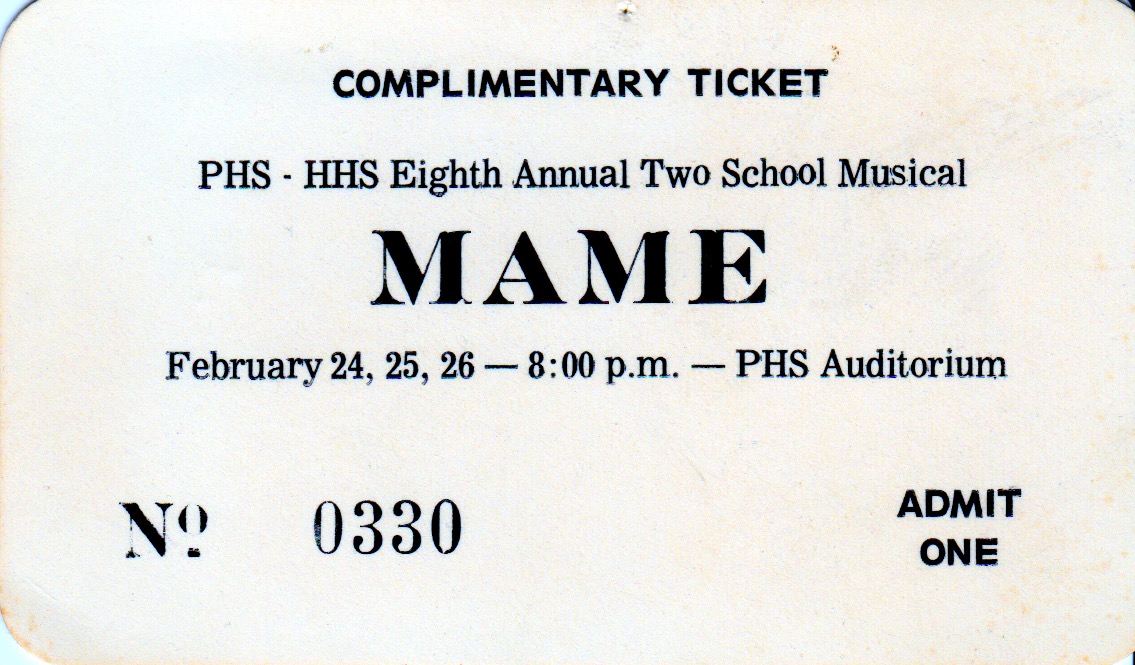 COMPLIMENTARY TICKET
PHS - HHS Eighth Annual Two School Musical
MAME
February 24, 25, 26 — 8:00 p.m. — PHS Auditorium
Nº 0330
ADMIT
ONE